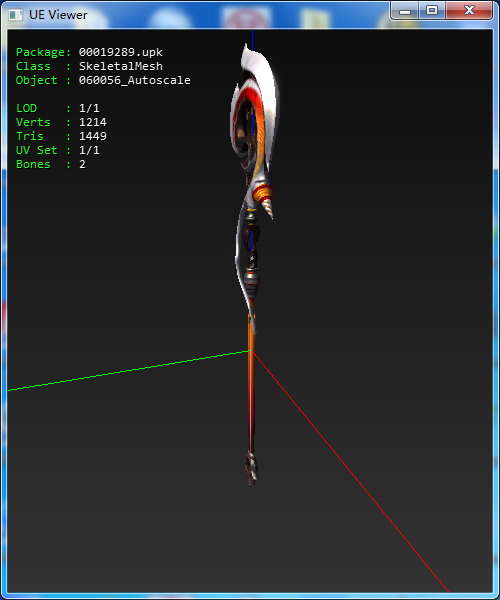 UE Viewer
Package: 00019289.upk
Class : SkeletalMesh
Object : 060056_Autoscale
LOD : 1/1
Verts : 1214
Tris : 1449
UV Set : 1/1
Bones : 2